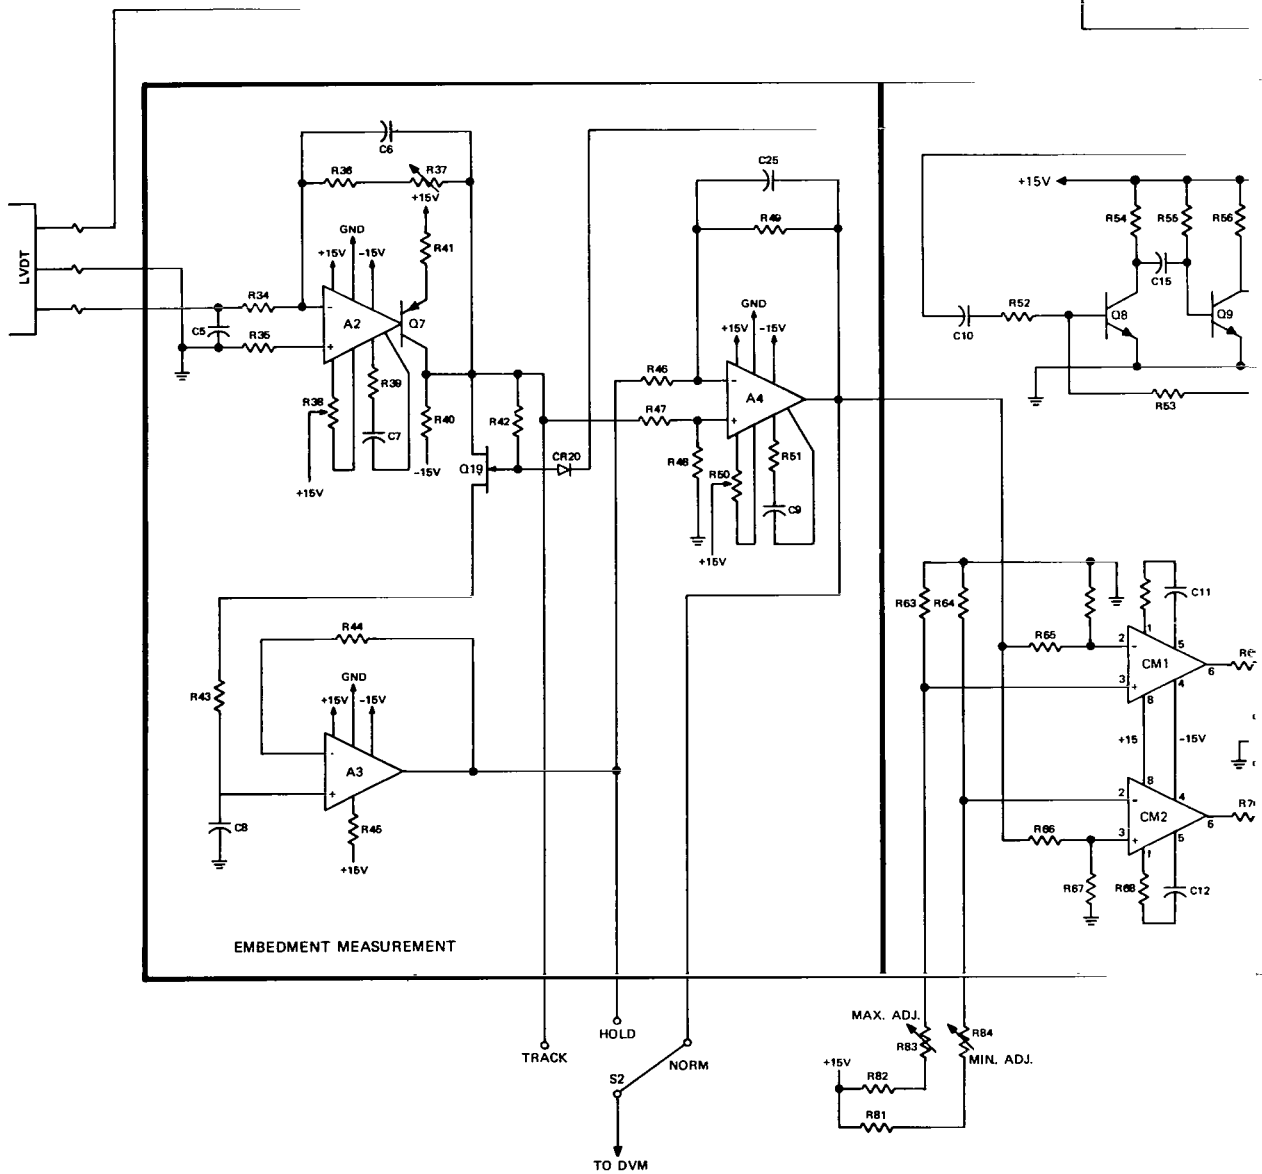 C6
R36
R37
+15V
GND
+15V
-15V
R41
LVDT
R34
C5
R35
A2
Q7
R38
R39
C7
R40
-15V
+15V
R42
Q19
CR20
C25
R49
GND
+15V
-15V
R46
R47
R48
A4
R50
R51
C9
+15V
+15V
R54
R55
R56
C15
C10
R52
Q8
Q9
R53
R44
R43
GND
+15V
-15V
A3
C8
R45
+15V
EMBEDMENT MEASUREMENT
R63
R64
R65
C11
1
2
5
CM1
3
6
4
8
+15
-15V
8
4
2
CM2
3
6
5
1
R66
R67
R68
C12
HOLD
TRACK
S2
NORM
TO DVM
MAX. ADJ.
R83
R84
MIN. ADJ.
+15V
R82
R81